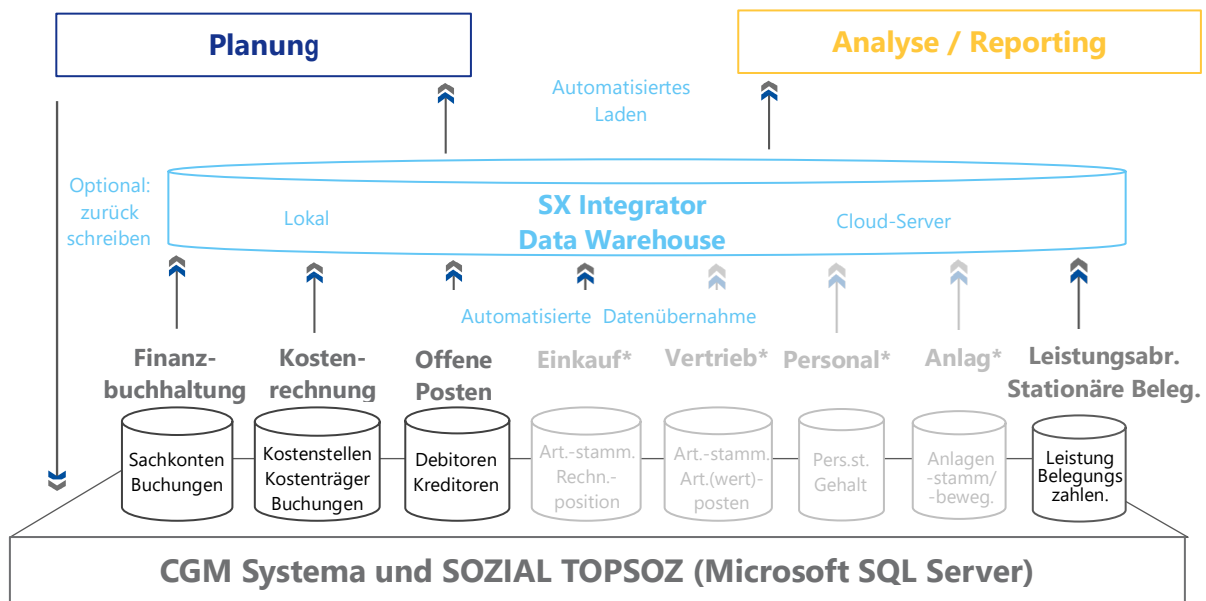 Planung
Analyse / Reporting
Automatisiertes
Laden
Optional:
zurück
schreiben
Lokal
SX Integrator
Data Warehouse
Cloud-Server
Automatisierte Datenübernahme
Finanz-
buchhaltung
Kosten-
rechnung
Offene
Posten
Einkauf*
Vertrieb*
Personal*
Anlag*
Leistungsabr.
Stationäre Beleg.
Sachkonten
Buchungen
Kostenstellen
Kostenträger
Buchungen
Debitoren
Kreditoren
Art.-stamm.
Rechn.-
position
Art.-stamm.
Art.(wert)-
posten
Pers.st.
Gehalt
Anlagen
-stamm/
-beweg.
Leistung
Belegungs
zahlen.
CGM Systema und SOZIAL TOPSOZ (Microsoft SQL Server)